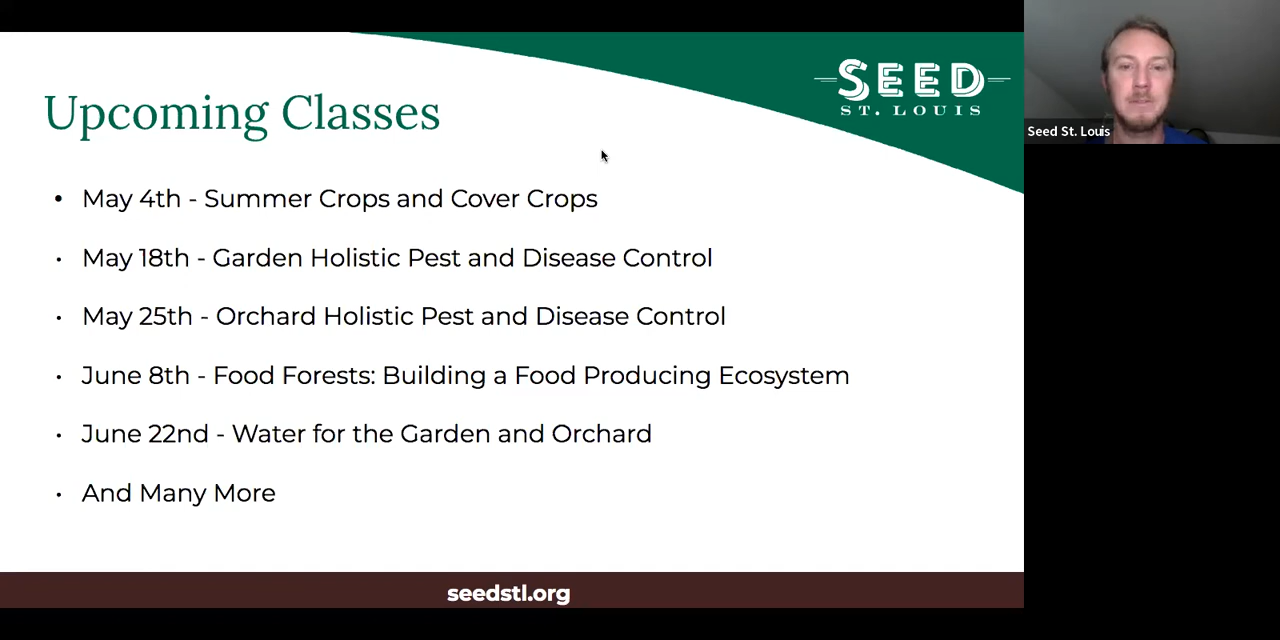 SEED
ST. LOUIS
Upcoming Classes
Seed St. Louis
• May 4th - Summer Crops and Cover Crops
• May 18th - Garden Holistic Pest and Disease Control
• May 25th - Orchard Holistic Pest and Disease Control
• June 8th - Food Forests: Building a Food Producing Ecosystem
• June 22nd - Water for the Garden and Orchard
• And Many More
seedstl.org